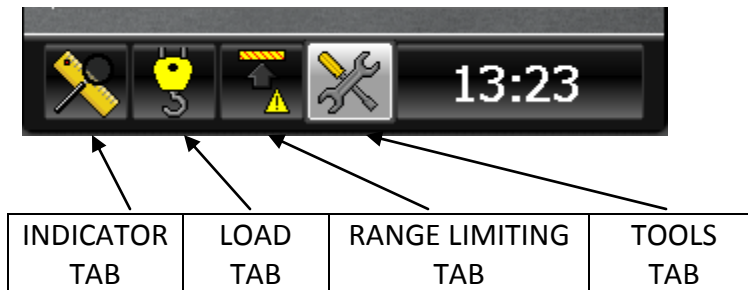 13:23
INDICATOR TAB
LOAD TAB
RANGE LIMITING TAB
TOOLS TAB